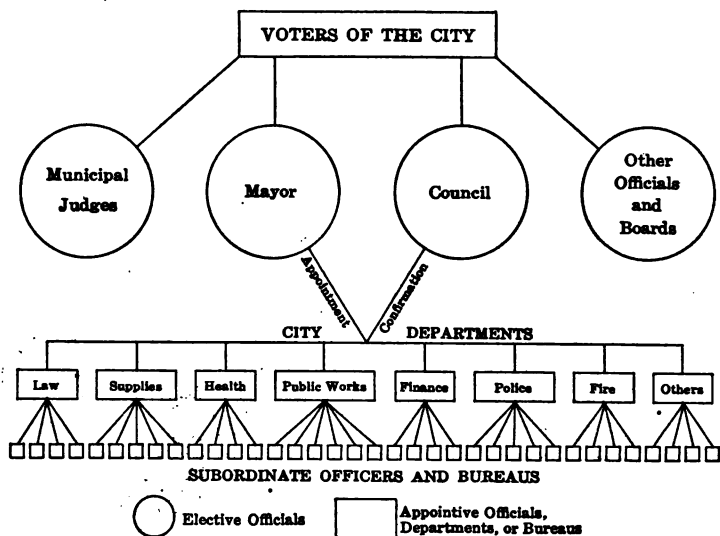 VOTERS OF THE CITY
Municipal
Judges
Mayor
Council
Other
Officials
and
Boards
Appointment
Confirmation
CITY DEPARTMENTS
Law
Supplies
Health
Public Works
Finance
Police
Fire
Others
SUBORDINATE OFFICERS AND BUREAUS
Elective Officials
Appointive Officials,
Departments, or Bureaus